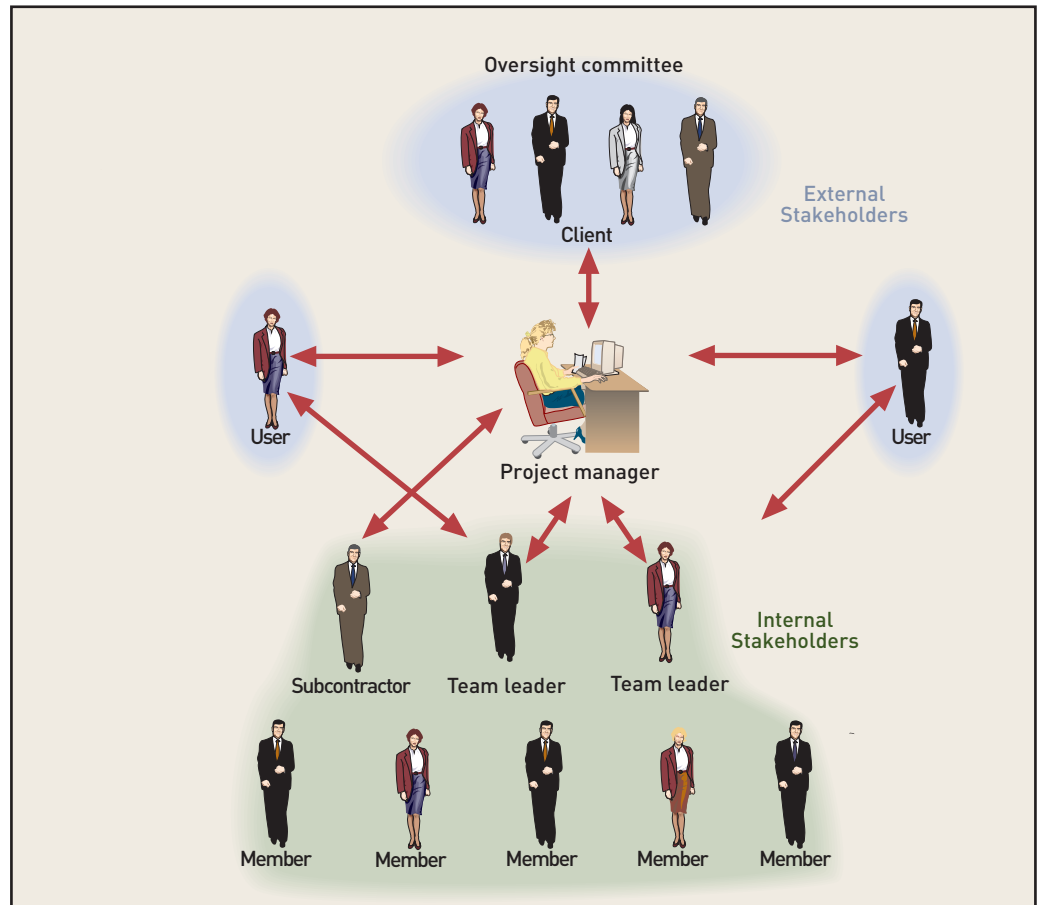 Oversight committee
External
Stakeholders
Client
User
User
Project manager
Internal
Stakeholders
Subcontractor
Team leader
Team leader
Member
Member
Member
Member
Member